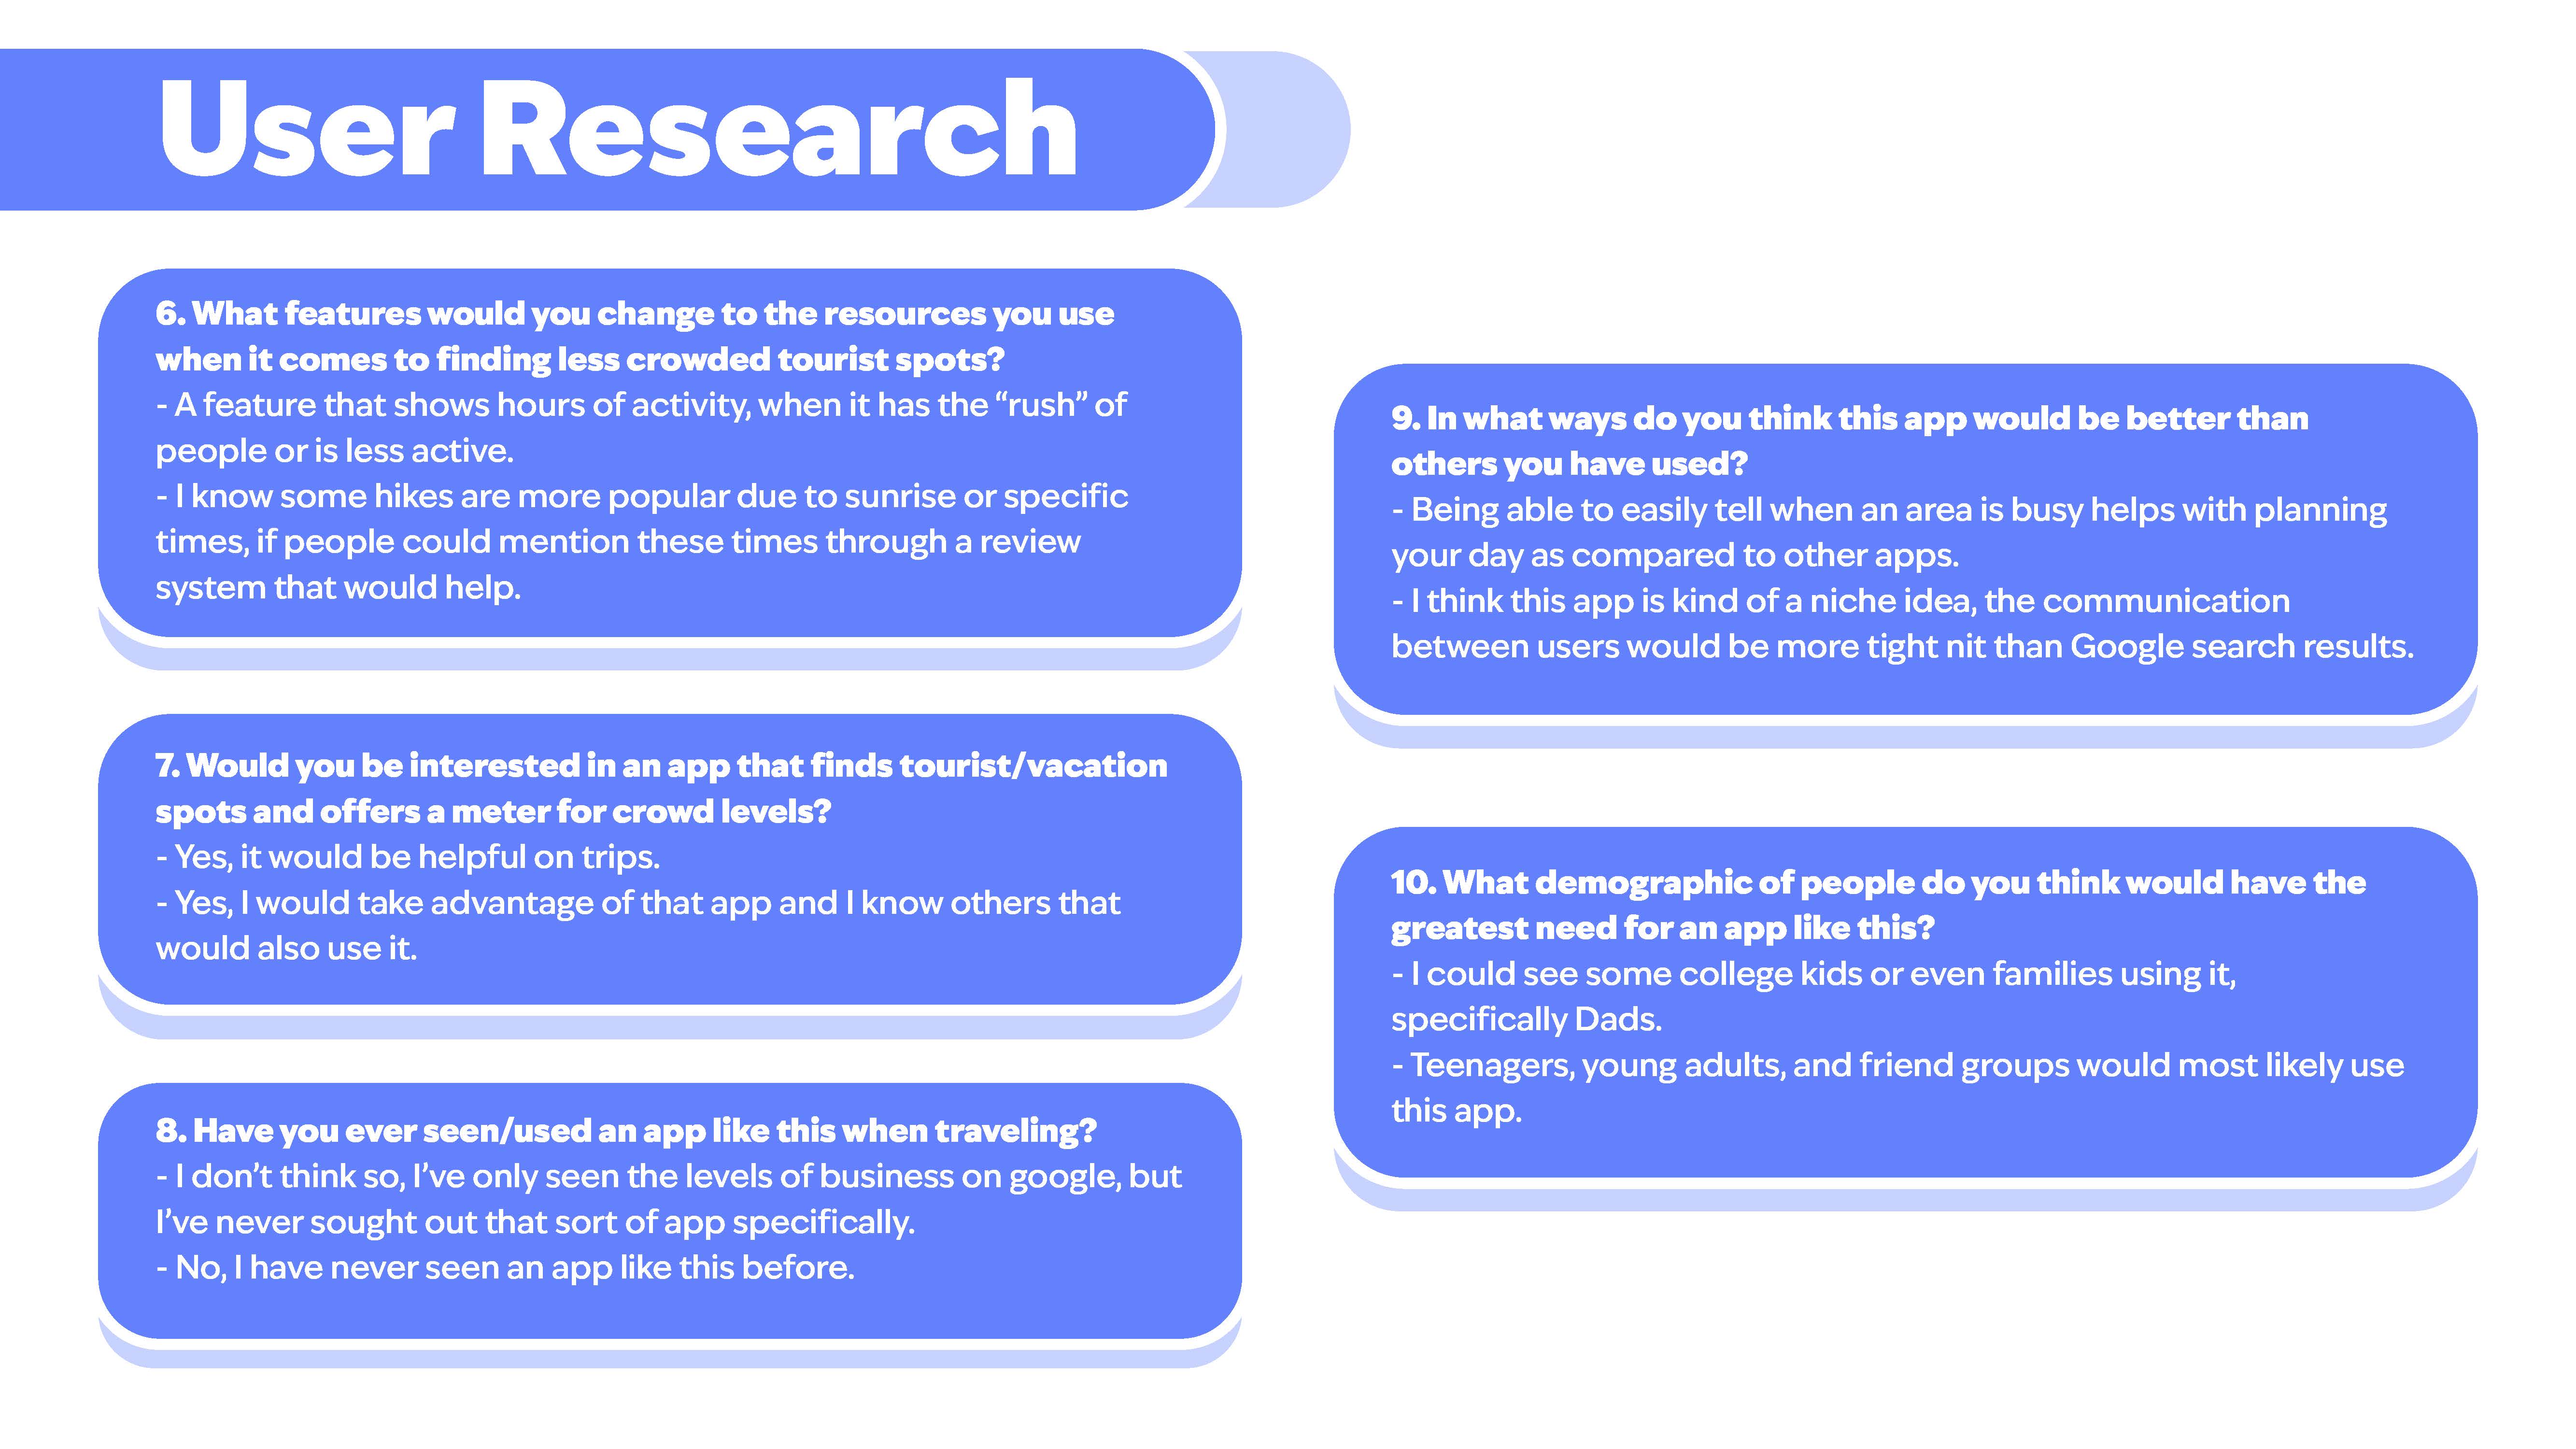 User Research
6. What features would you change to the resources you use
when it comes to finding less crowded tourist spots?
- A feature that shows hours of activity, when it has the “rush” of
people or is less active.
- I know some hikes are more popular due to sunrise or specific
times, if people could mention these times through a review
system that would help.
7. Would you be interested in an app that finds tourist/vacation
spots and offers a meter for crowd levels?
- Yes, it would be helpful on trips.
- Yes, I would take advantage of that app and I know others that
would also use it.
8. Have you ever seen/used an app like this when traveling?
- I don’t think so, I’ve only seen the levels of business on google, but
I’ve never sought out that sort of app specifically.
- No, I have never seen an app like this before.
9. In what ways do you think this app would be better than
others you have used?
- Being able to easily tell when an area is busy helps with planning
your day as compared to other apps.
- I think this app is kind of a niche idea, the communication
between users would be more tight nit than Google search results.
10. What demographic of people do you think would have the
greatest need for an app like this?
- I could see some college kids or even families using it,
specifically Dads.
- Teenagers, young adults, and friend groups would most likely use
this app.